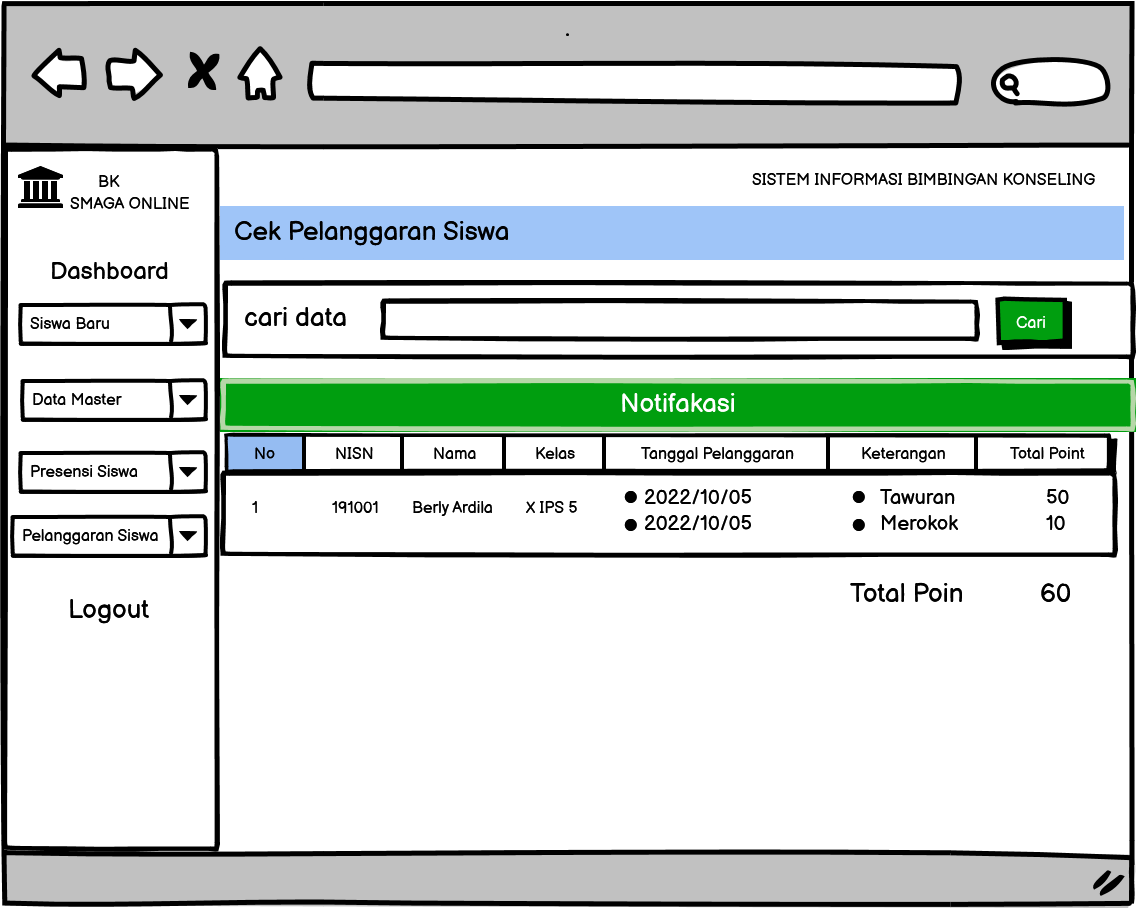 BK
SMAGA ONLINE
SISTEM INFORMASI BIMBINGAN KONSELING
Cek Pelanggaran Siswa
Dashboard
Siswa Baru
Data Master
Presensi Siswa
Pelanggaran Siswa
Logout
cari data
Cari
Notifakasi
No NISN Nama Kelas Tanggal Pelanggaran Keterangan Total Point
1 191001 Berly Ardila X IPS 5 ● 2022/10/05 ● Tawuran 50
● 2022/10/05 ● Merokok 10
Total Poin 60